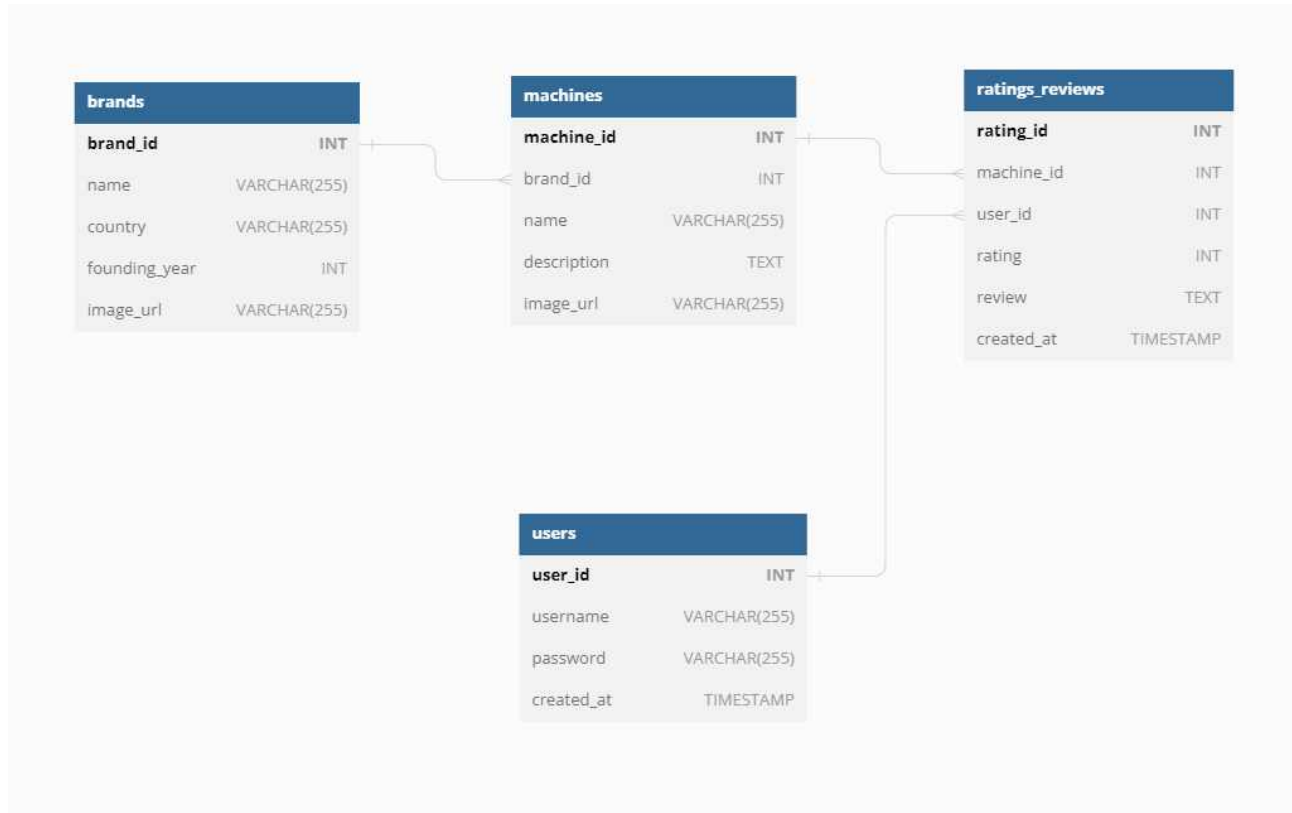 brands
brand_id INT
name VARCHAR(255)
country VARCHAR(255)
founding_year INT
image_url VARCHAR(255)
machines
machine_id INT
brand_id INT
name VARCHAR(255)
description TEXT
image_url VARCHAR(255)
ratings_reviews
rating_id INT
machine_id INT
user_id INT
rating INT
review TEXT
created_at TIMESTAMP
users
user_id INT
username VARCHAR(255)
password VARCHAR(255)
created_at TIMESTAMP